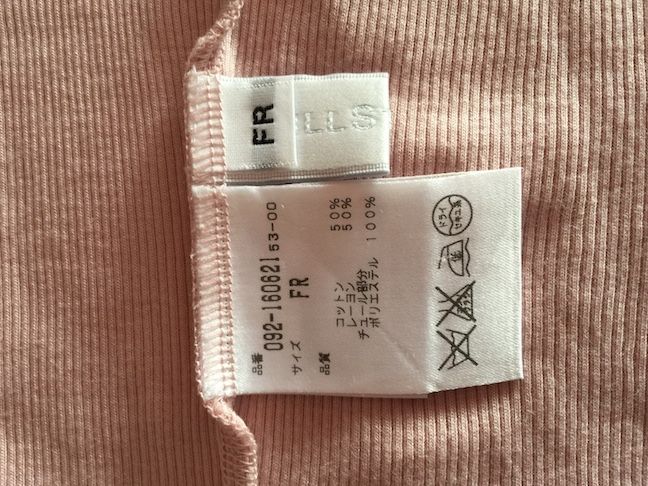 FR
LLS
品番
092-160621 53-00
サイズ FR
品質
コットン 50%
レーヨン 50%
チュール部分
ポリエステル 100%
ドライ
セキユ系